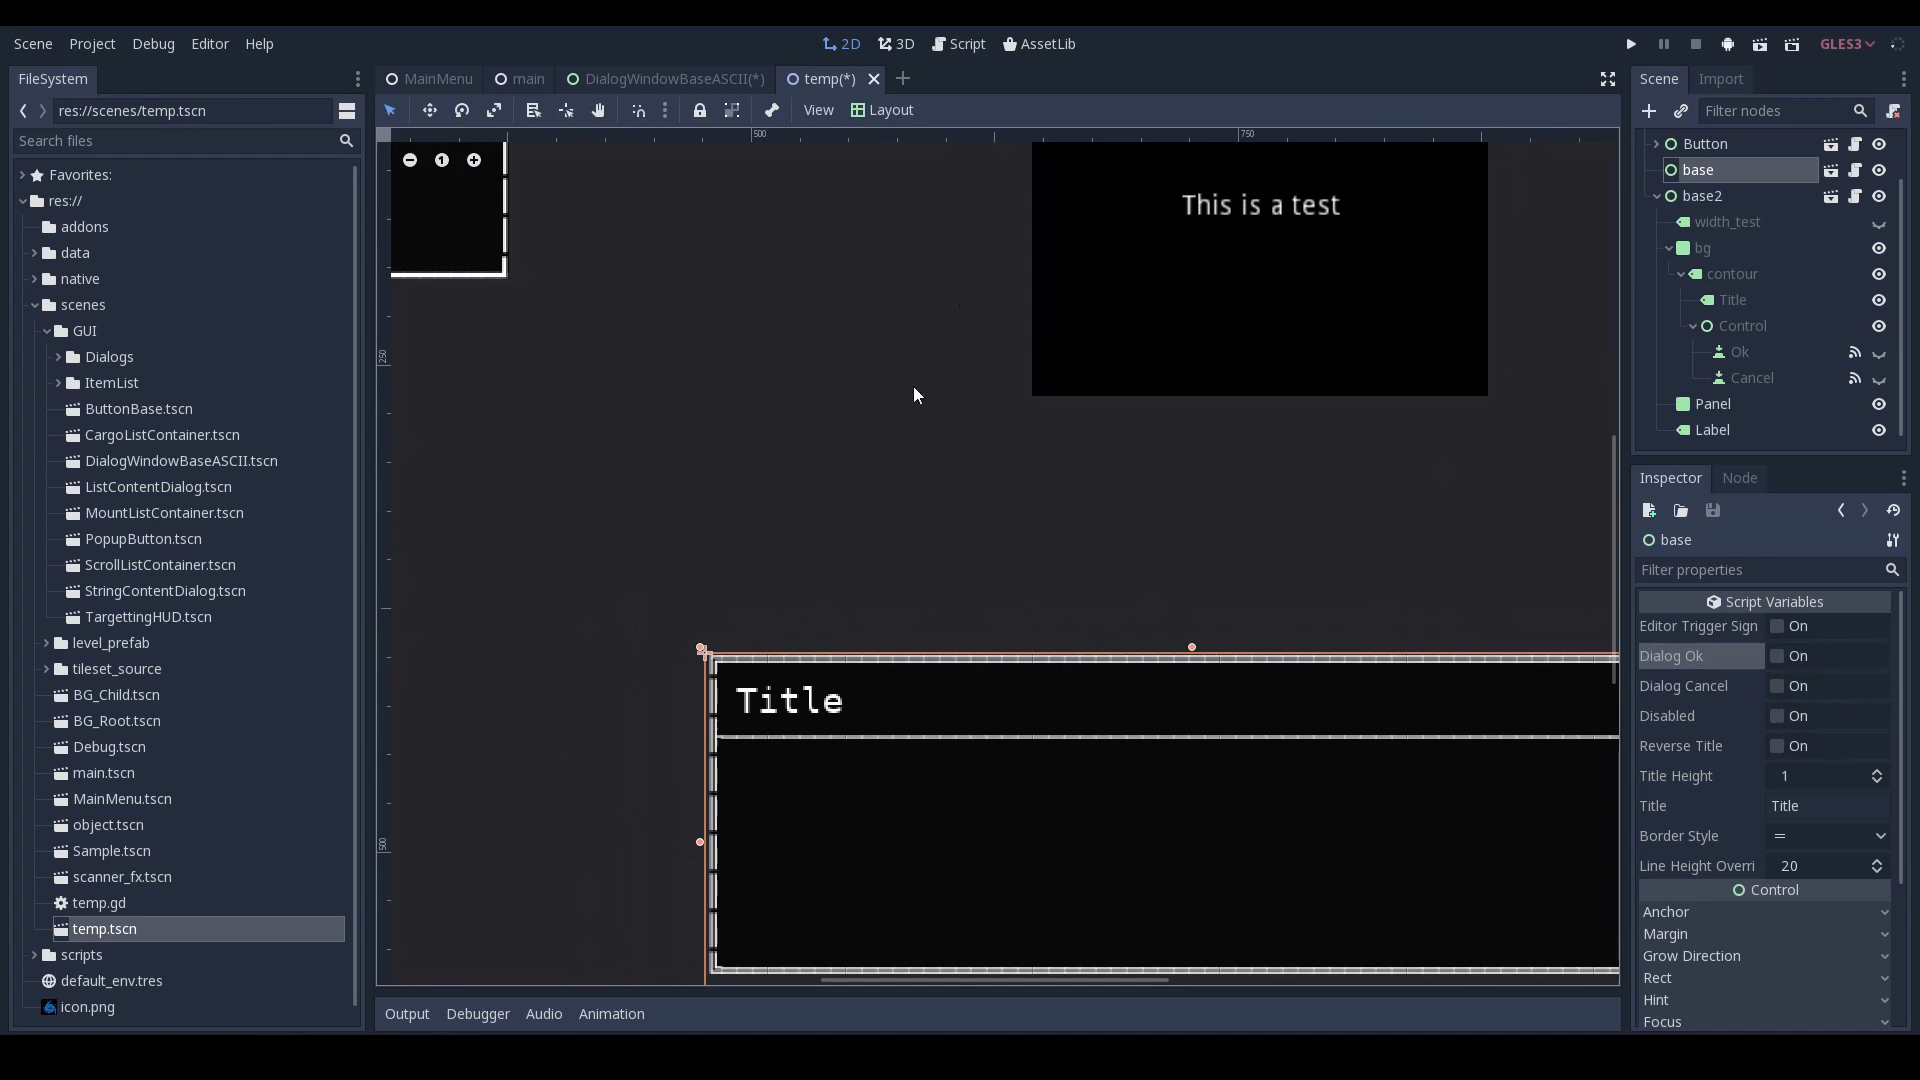 Scene Project Debug Editor Help
2D 3D Script AssetLib
GLES3
FileSystem
res://scenes/temp.tscn
Search files
Favorites:
res://
addons
data
native
scenes
GUI
Dialogs
ItemList
ButtonBase.tscn
CargoListContainer.tscn
DialogWindowBaseASCII.tscn
ListContentDialog.tscn
MountListContainer.tscn
PopupButton.tscn
ScrollListContainer.tscn
StringContentDialog.tscn
TargettingHUD.tscn
level_prefab
tileset_source
BG_Child.tscn
BG_Root.tscn
Debug.tscn
main.tscn
MainMenu.tscn
object.tscn
Sample.tscn
scanner_fx.tscn
temp.gd
temp.tscn
scripts
default_env.tres
icon.png
MainMenu main DialogWindowBaseASCII(*) temp(*)
View Layout
500 750
250
500
1
This is a test
Title
Output Debugger Audio Animation
Scene Import
Filter nodes
Button
base
base2
width_test
bg
contour
Title
Control
Ok
Cancel
Panel
Label
Inspector Node
base
Filter properties
Script Variables
Editor Trigger Sign On
Dialog Ok On
Dialog Cancel On
Disabled On
Reverse Title On
Title Height 1
Title Title
Border Style =
Line Height Overri 20
Control
Anchor
Margin
Grow Direction
Rect
Hint
Focus